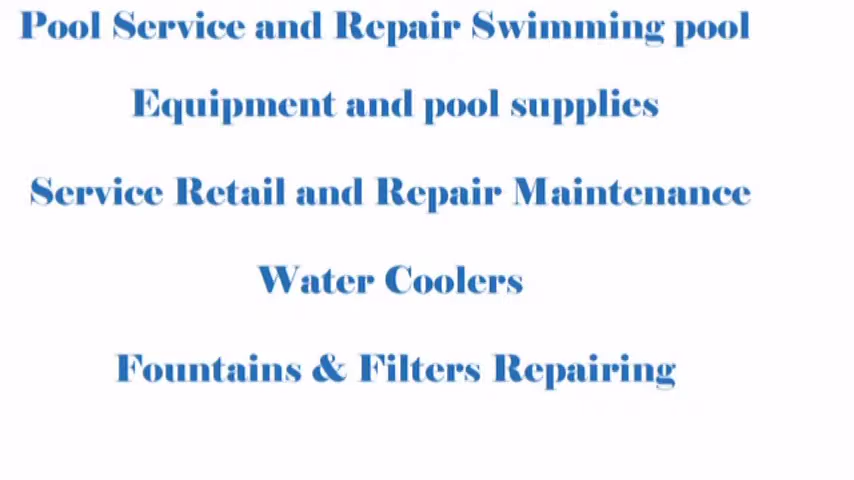 Pool Service and Repair Swimming pool
Equipment and pool supplies
Service Retail and Repair Maintenance
Water Coolers
Fountains & Filters Repairing